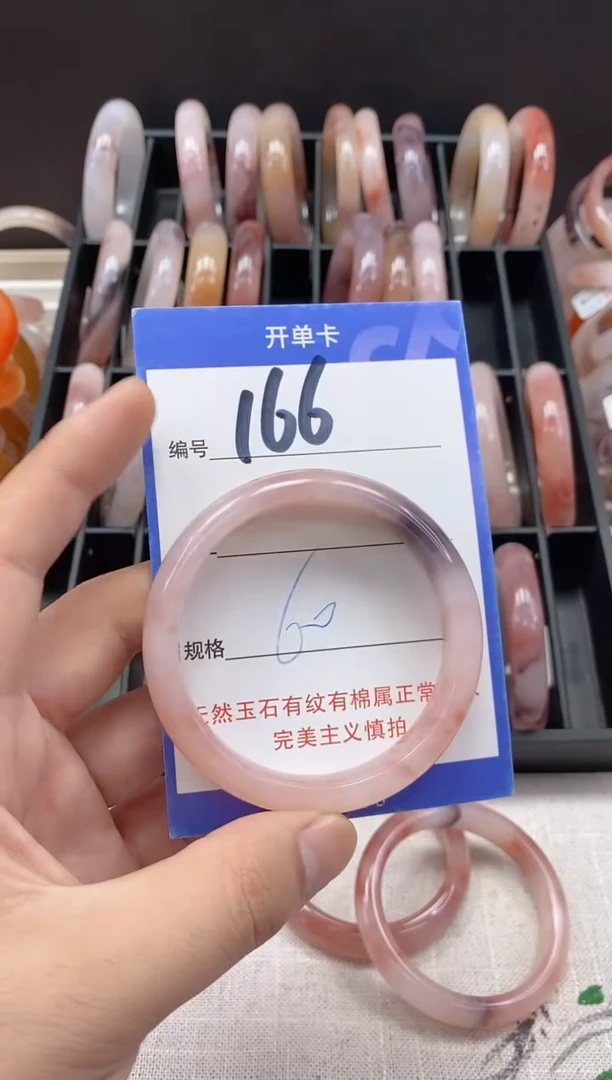 开单卡
编号 166
规格 60
天然玉石有纹有棉属正常
完美主义慎拍